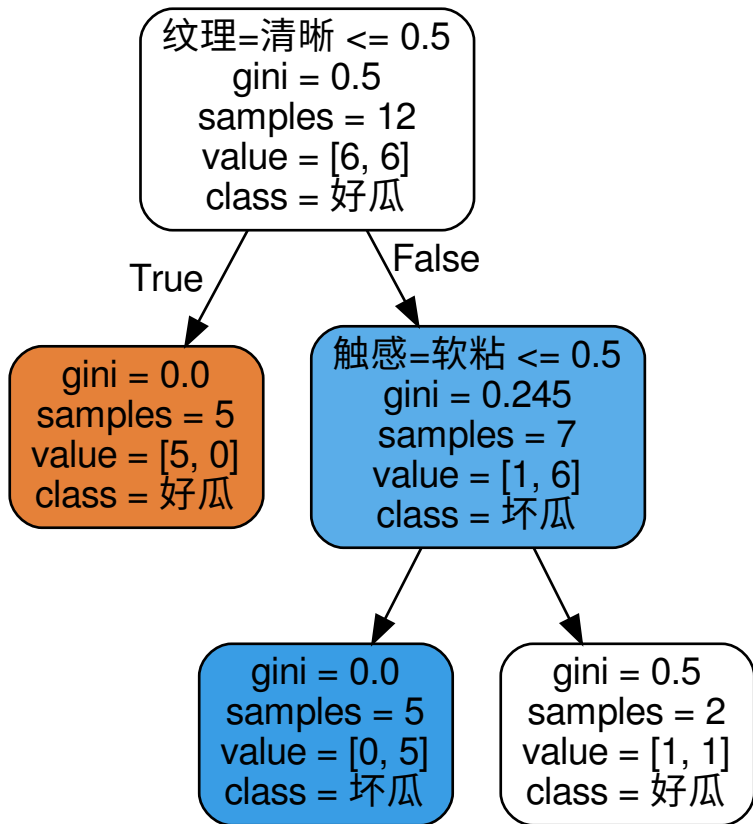 纹理=清晰 <= 0.5
gini = 0.5
samples = 12
value = [6, 6]
class = 好瓜
True
False
gini = 0.0
samples = 5
value = [5, 0]
class = 好瓜
触感=软粘 <= 0.5
gini = 0.245
samples = 7
value = [1, 6]
class = 坏瓜
gini = 0.0
samples = 5
value = [0, 5]
class = 坏瓜
gini = 0.5
samples = 2
value = [1, 1]
class = 好瓜